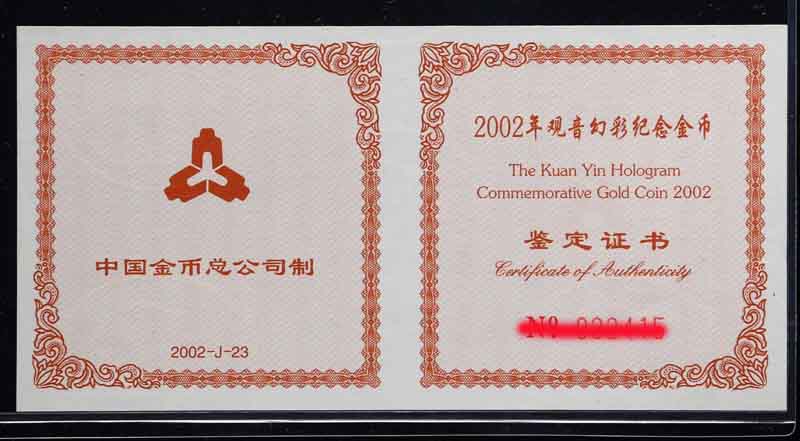 中国金币总公司制
2002-J-23
2002年观音幻彩纪念金币
The Kuan Yin Hologram
Commemorative Gold Coin 2002
鉴定证书
Certificate of Authenticity
№